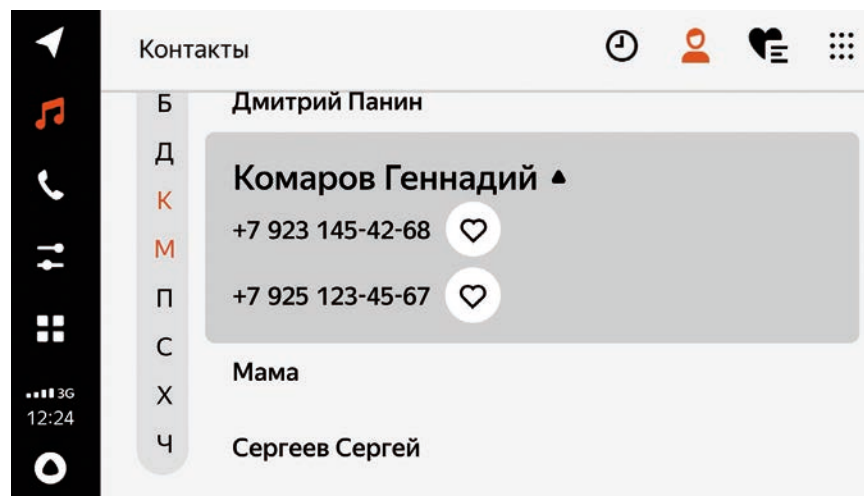 Контакты
Б
Дмитрий Панин
Д
К
М
П
С
Х
Ч
Комаров Геннадий
+7 923 145-42-68
+7 925 123-45-67
Мама
Сергеев Сергей
3G
12:24